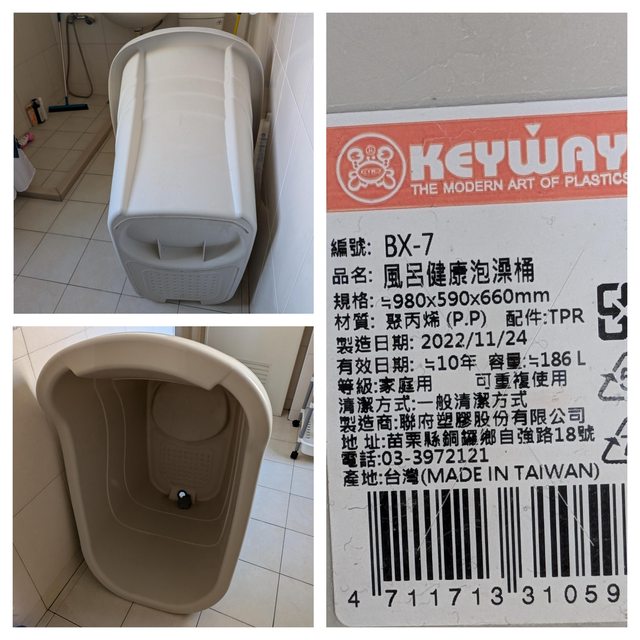 KEYWAY
THE MODERN ART OF PLASTICS
編號: BX-7
品名: 風呂健康泡澡桶
規格: ≒980x590x660mm
材質: 聚丙烯 (P.P) 配件:TPR
製造日期: 2022/11/24
有效日期: ≒10年 容量:≒186 L
等級:家庭用 可重複使用
清潔方式:一般清潔方式
製造商:聯府塑膠股份有限公司
地 址:苗栗縣銅鑼鄉自強路18號
電話:03-3972121
產地:台灣(MADE IN TAIWAN)
4 711713 31059